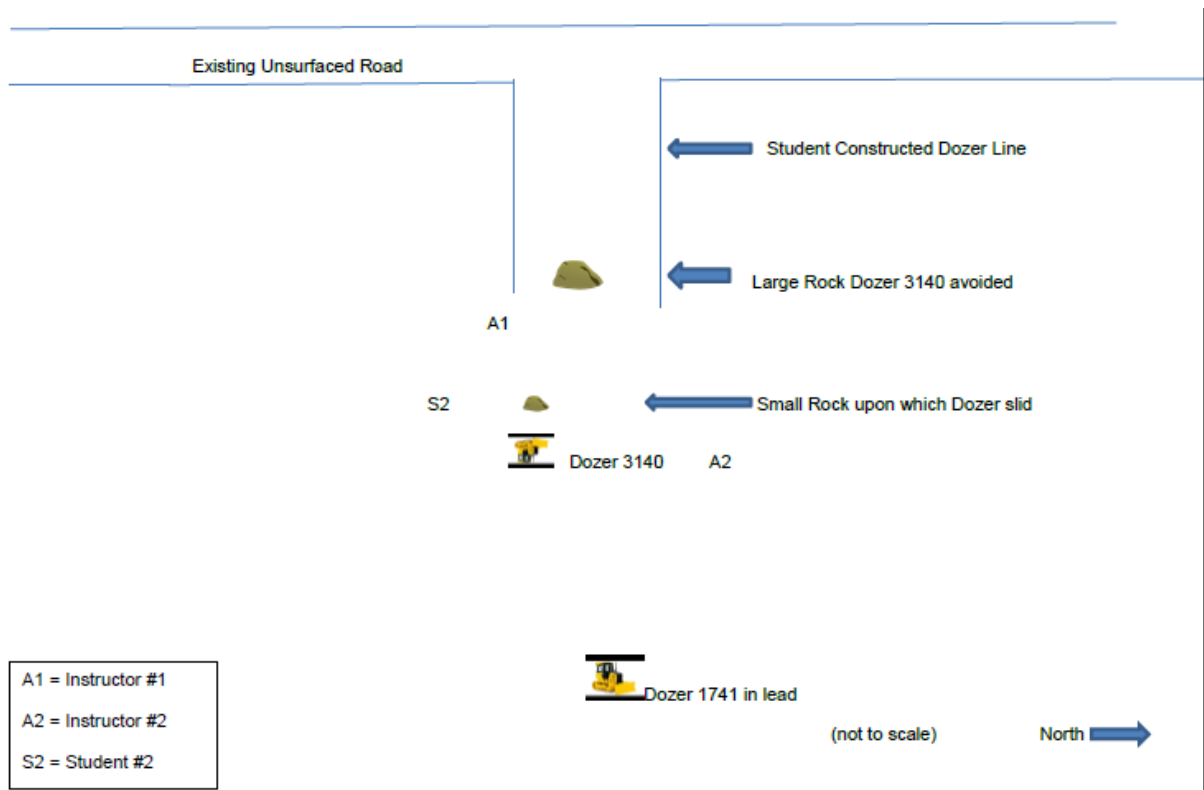 Existing Unsurfaced Road
Student Constructed Dozer Line
Large Rock Dozer 3140 avoided
A1
S2
Small Rock upon which Dozer slid
Dozer 3140
A2
Dozer 1741 in lead
A1 = Instructor #1
A2 = Instructor #2
S2 = Student #2
(not to scale)
North